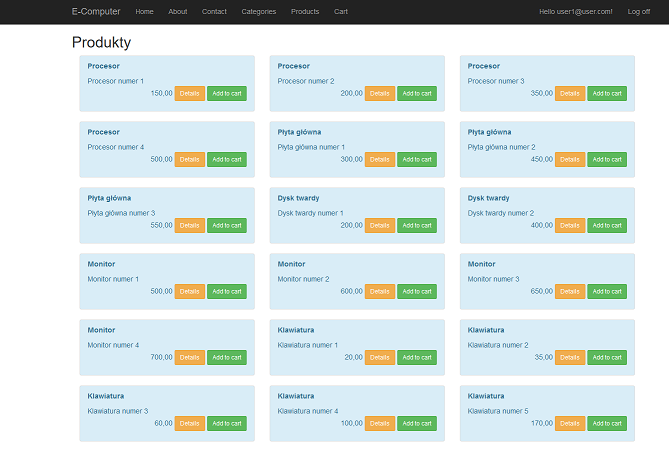 E-Computer Home About Contact Categories Products Cart Hello user1@user.com! Log off
Produkty
Procesor
Procesor numer 1
150,00 Details Add to cart
Procesor
Procesor numer 2
200,00 Details Add to cart
Procesor
Procesor numer 3
350,00 Details Add to cart
Procesor
Procesor numer 4
500,00 Details Add to cart
Płyta główna
Płyta główna numer 1
300,00 Details Add to cart
Płyta główna
Płyta główna numer 2
450,00 Details Add to cart
Płyta główna
Płyta główna numer 3
550,00 Details Add to cart
Dysk twardy
Dysk twardy numer 1
200,00 Details Add to cart
Dysk twardy
Dysk twardy numer 2
400,00 Details Add to cart
Monitor
Monitor numer 1
500,00 Details Add to cart
Monitor
Monitor numer 2
600,00 Details Add to cart
Monitor
Monitor numer 3
650,00 Details Add to cart
Monitor
Monitor numer 4
700,00 Details Add to cart
Klawiatura
Klawiatura numer 1
20,00 Details Add to cart
Klawiatura
Klawiatura numer 2
35,00 Details Add to cart
Klawiatura
Klawiatura numer 3
60,00 Details Add to cart
Klawiatura
Klawiatura numer 4
100,00 Details Add to cart
Klawiatura
Klawiatura numer 5
170,00 Details Add to cart